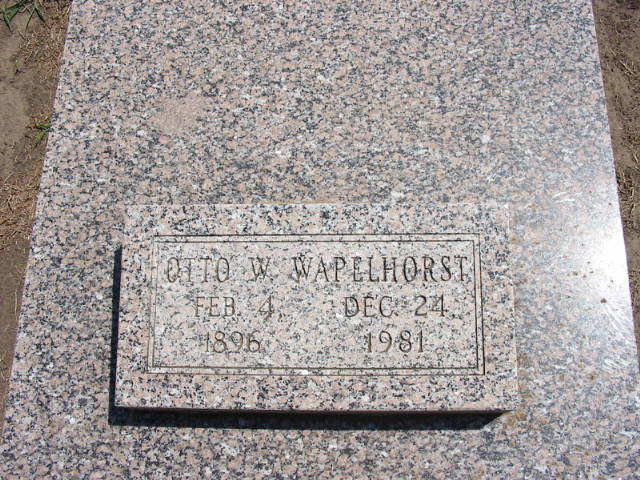 OTTO W. WAPELHORST
FEB. 4, DEC. 24
1896 1981